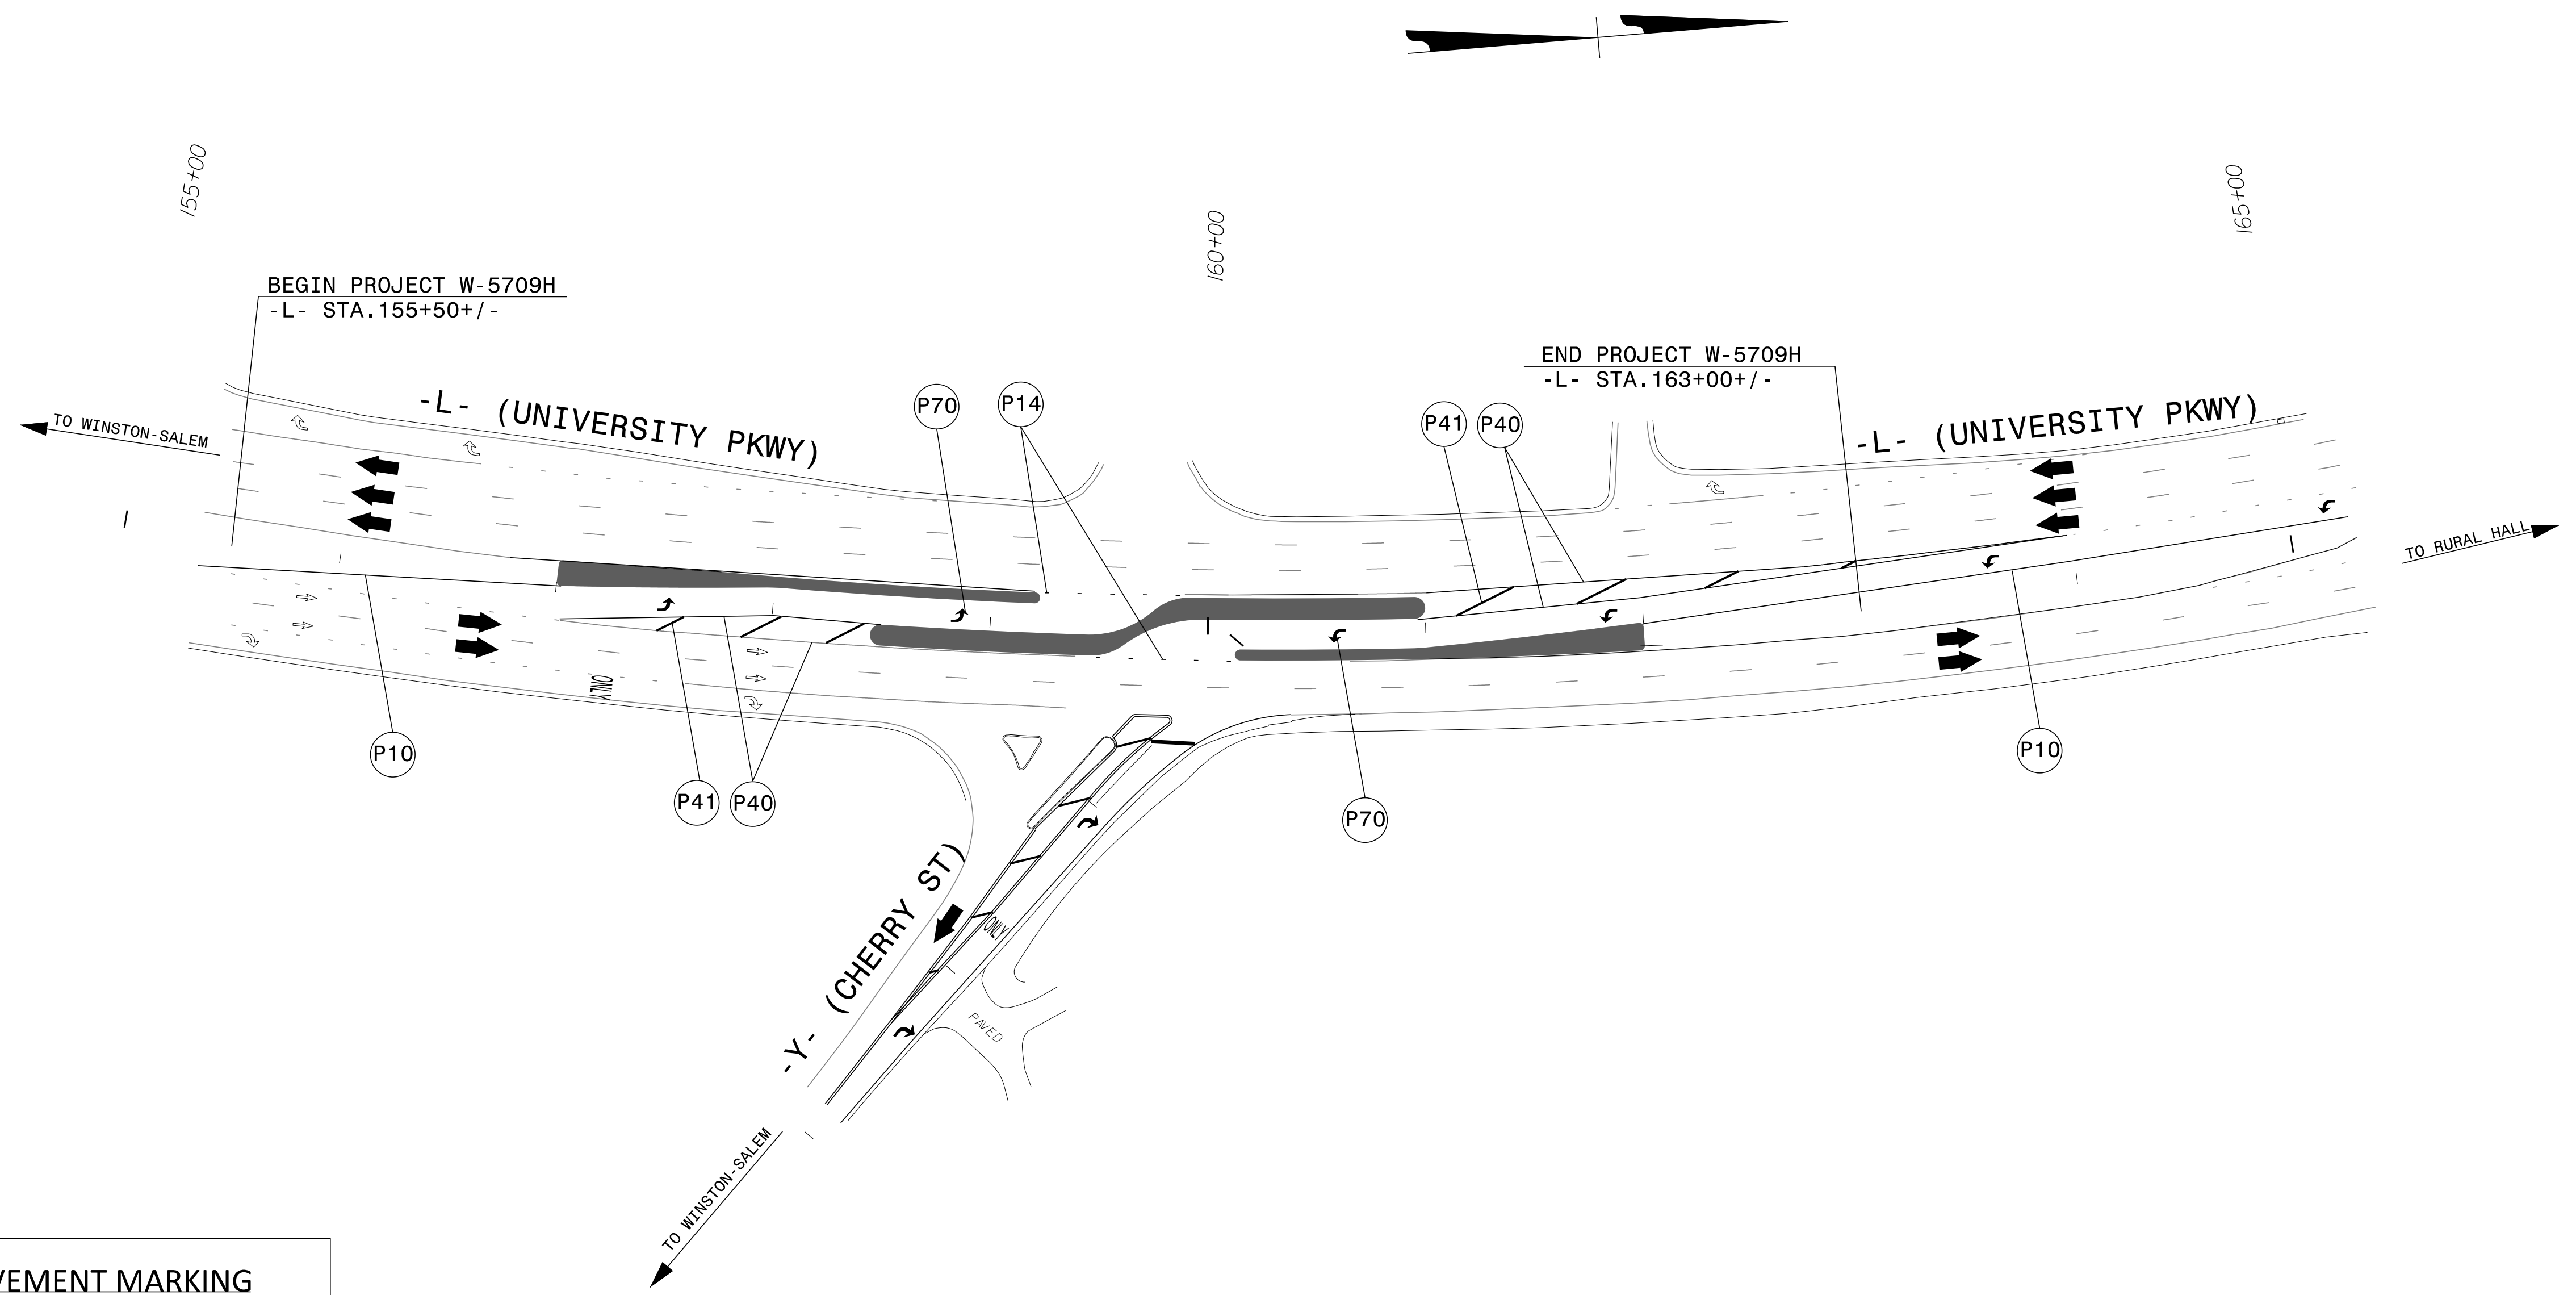 155+00
160+00
165+00
BEGIN PROJECT W-5709H
-L- STA.155+50+/-
END PROJECT W-5709H
-L- STA.163+00+/-
TO WINSTON-SALEM
-L- (UNIVERSITY PKWY)
P70
P14
P41
P40
-L- (UNIVERSITY PKWY)
TO RURAL HALL
ONLY
P10
P41
P40
P70
P10
-Y- (CHERRY ST)
ONLY
PAVED
TO WINSTON-SALEM
VEMENT MARKING